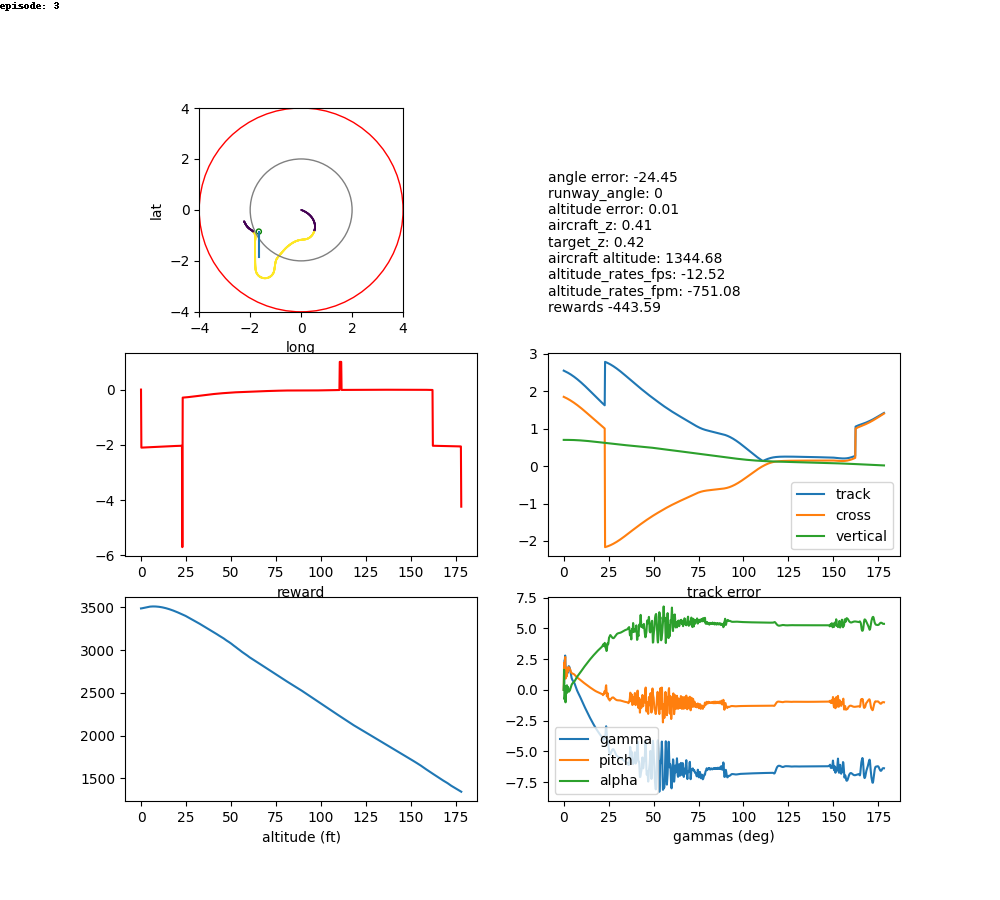 episode: 3
4
2
0
−2
−4
lat
−4 −2 0 2 4
long
angle error: -24.45
runway_angle: 0
altitude error: 0.01
aircraft_z: 0.41
target_z: 0.42
aircraft altitude: 1344.68
altitude_rates_fps: -12.52
altitude_rates_fpm: -751.08
rewards -443.59
0
−2
−4
−6
0 25 50 75 100 125 150 175
reward
3
2
1
0
−1
−2
track
cross
vertical
0 25 50 75 100 125 150 175
track error
3500
3000
2500
2000
1500
0 25 50 75 100 125 150 175
altitude (ft)
7.5
5.0
2.5
0.0
−2.5
−5.0
−7.5
gamma
pitch
alpha
0 25 50 75 100 125 150 175
gammas (deg)